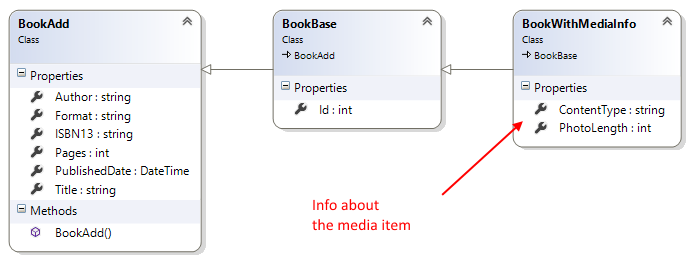 BookAdd
Class
Properties
Author : string
Format : string
ISBN13 : string
Pages : int
PublishedDate : DateTime
Title : string
Methods
BookAdd()
BookBase
Class
BookAdd
Properties
Id : int
BookWithMediaInfo
Class
BookBase
Properties
ContentType : string
PhotoLength : int
Info about
the media item